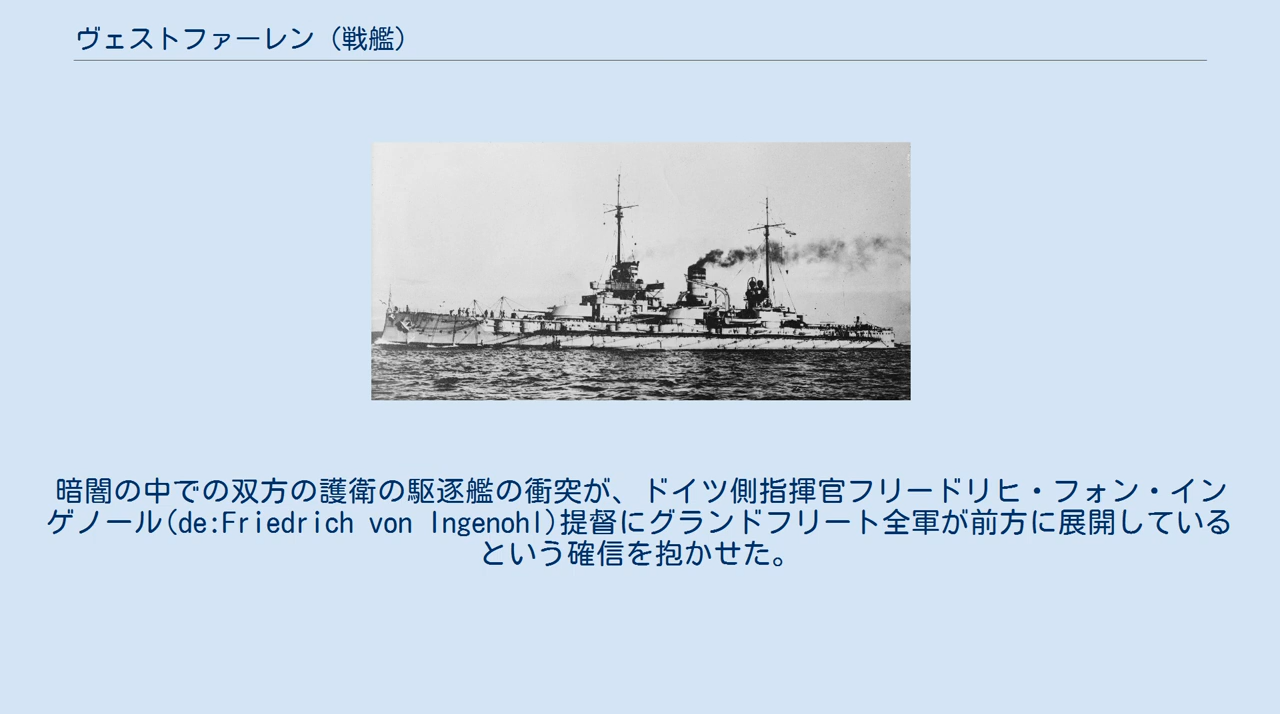 ヴェストファーレン（戦艦）
暗闇の中での双方の護衛の駆逐艦の衝突が、ドイツ側指揮官フリードリヒ・フォン・イン
ゲノール(de:Friedrich von Ingenohl)提督にグランドフリート全軍が前方に展開している
という確信を抱かせた。